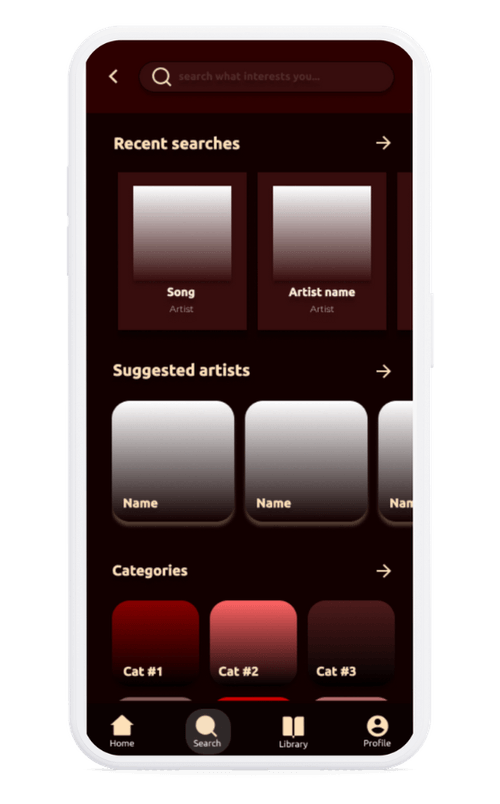 search what interests you...
Recent searches
Song
Artist
Artist name
Artist
Suggested artists
Name
Name
Nan
Categories
Cat #1
Cat #2
Cat #3
Home
Search
Library
Profile